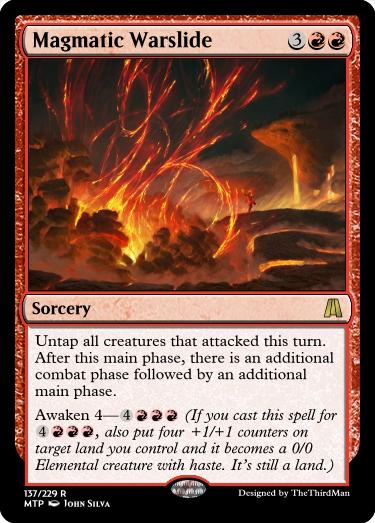 Magmatic Warslide 3
Sorcery
Untap all creatures that attacked this turn.
After this main phase, there is an additional
combat phase followed by an additional
main phase.
Awaken 4—4 (If you cast this spell for
4, also put four +1/+1 counters on
target land you control and it becomes a 0/0
Elemental creature with haste. It's still a land.)
137/229 R
MTP John Silva Designed by TheThirdMan